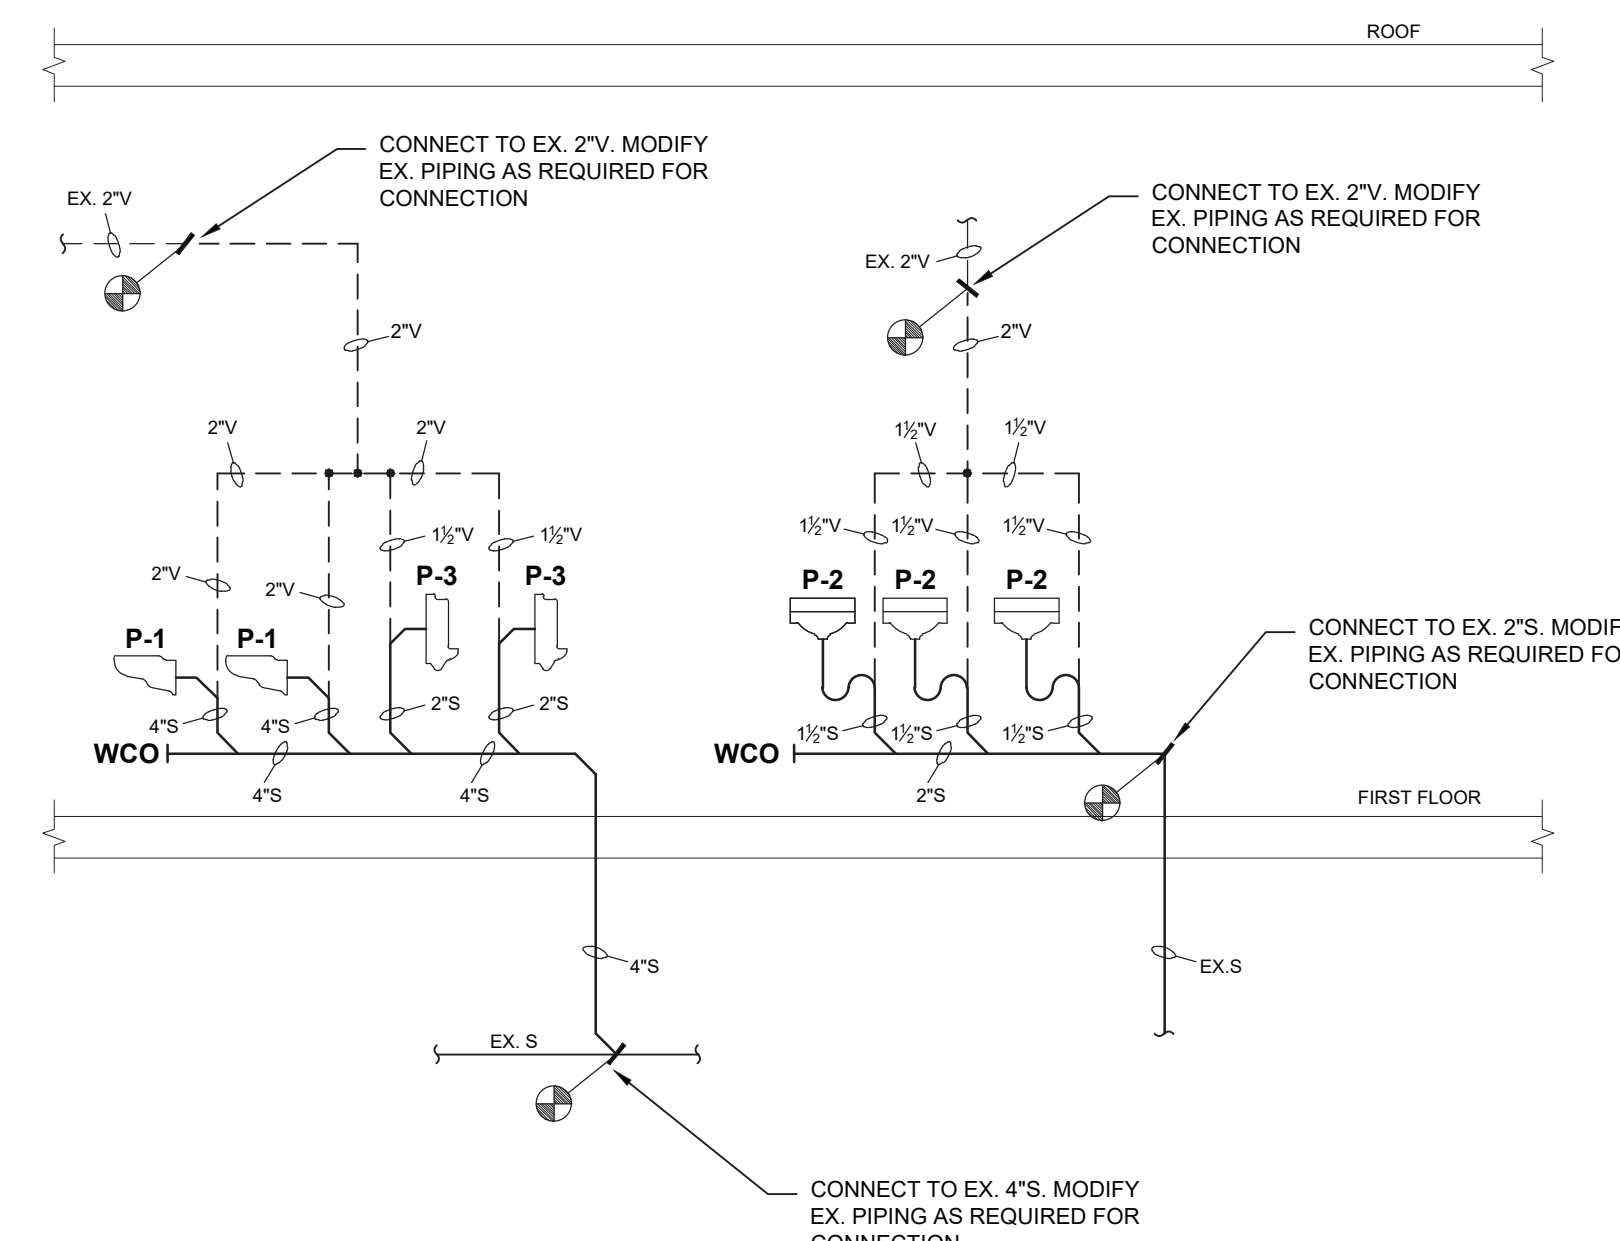 ROOF
CONNECT TO EX. 2"V. MODIFY
EX. PIPING AS REQUIRED FOR
CONNECTION
EX. 2"V
CONNECT TO EX. 2"V. MODIFY
EX. PIPING AS REQUIRED FOR
CONNECTION
EX. 2"V
2"V
2"V
2"V
2"V
1½"V
1½"V
1½"V
1½"V
1½"V
1½"V
1½"V
2"V
2"V
P-3
P-3
P-2
P-2
P-2
P-1
P-1
CONNECT TO EX. 2"S. MODIF
EX. PIPING AS REQUIRED FO
CONNECTION
4"S
4"S
2"S
2"S
1½"S
1½"S
1½"S
WCO
WCO
4"S
4"S
2"S
FIRST FLOOR
4"S
EX.S
EX. S
CONNECT TO EX. 4"S. MODIFY
EX. PIPING AS REQUIRED FOR
CONNECTION